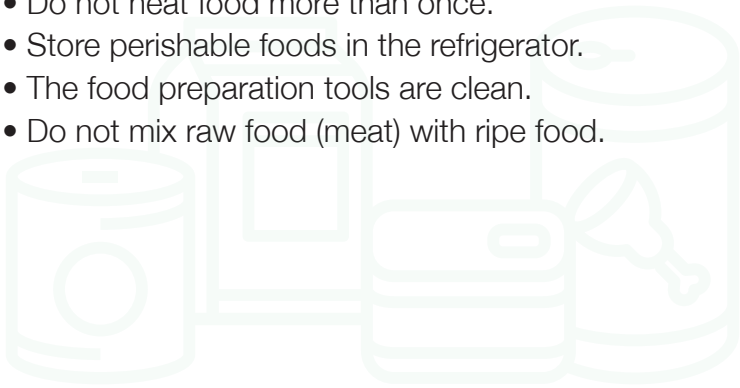 • Do not heat food more than once.
• Store perishable foods in the refrigerator.
• The food preparation tools are clean.
• Do not mix raw food (meat) with ripe food.